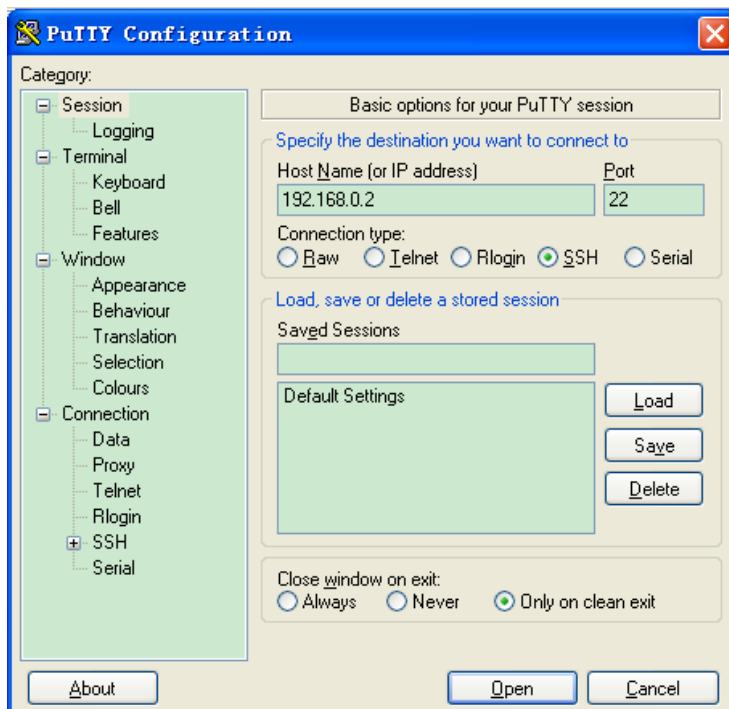 PuTTY Configuration
Category:
Session
Logging
Terminal
Keyboard
Bell
Features
Window
Appearance
Behaviour
Translation
Selection
Colours
Connection
Data
Proxy
Telnet
Rlogin
SSH
Serial
Basic options for your PuTTY session
Specify the destination you want to connect to
Host Name (or IP address) Port
192.168.0.2 22
Connection type:
Raw Telnet Rlogin SSH Serial
Load, save or delete a stored session
Saved Sessions
Default Settings
Load
Save
Delete
Close window on exit:
Always Never Only on clean exit
About Open Cancel